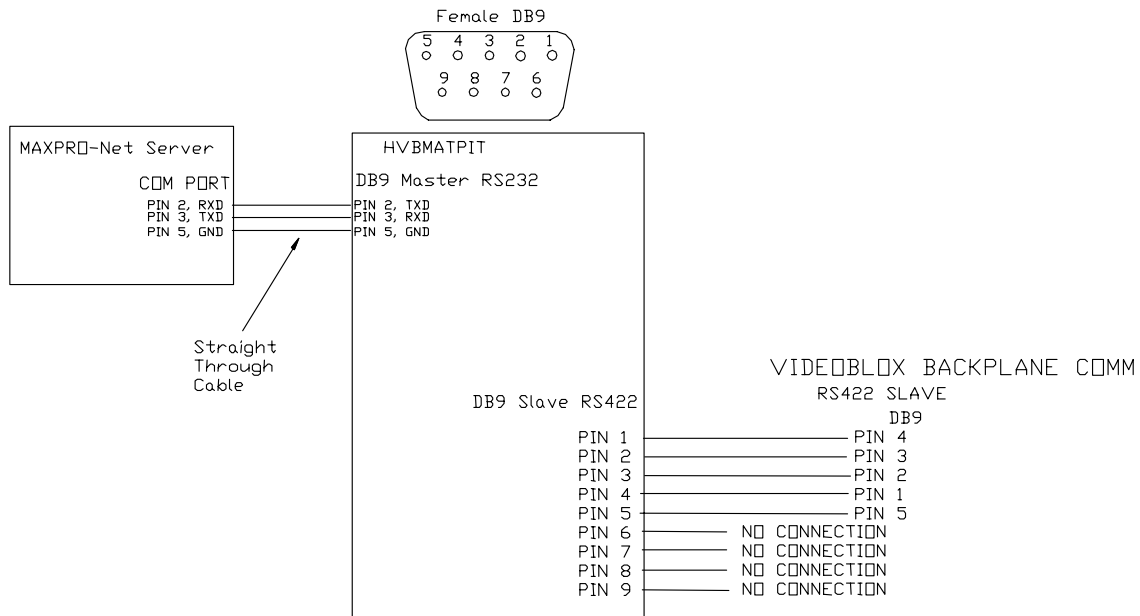 Female DB9
5 4 3 2 1
9 8 7 6
MAXPRO-Net Server
COM PORT
PIN 2, RXD
PIN 3, TXD
PIN 5, GND
HVBMATPIT
DB9 Master RS232
PIN 2, TXD
PIN 3, RXD
PIN 5, GND
Straight
Through
Cable
VIDEOBLOX BACKPLANE COMM
RS422 SLAVE
DB9
DB9 Slave RS422
PIN 1 PIN 4
PIN 2 PIN 3
PIN 3 PIN 2
PIN 4 PIN 1
PIN 5 PIN 5
PIN 6 NO CONNECTION
PIN 7 NO CONNECTION
PIN 8 NO CONNECTION
PIN 9 NO CONNECTION